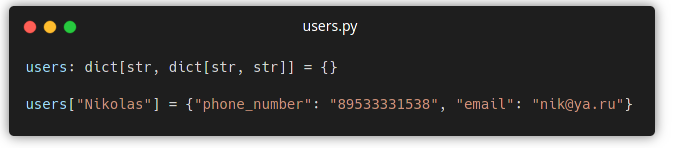 users.py
users: dict[str, dict[str, str]] = {}
users["Nikolas"] = {"phone_number": "89533331538", "email": "nik@ya.ru"}